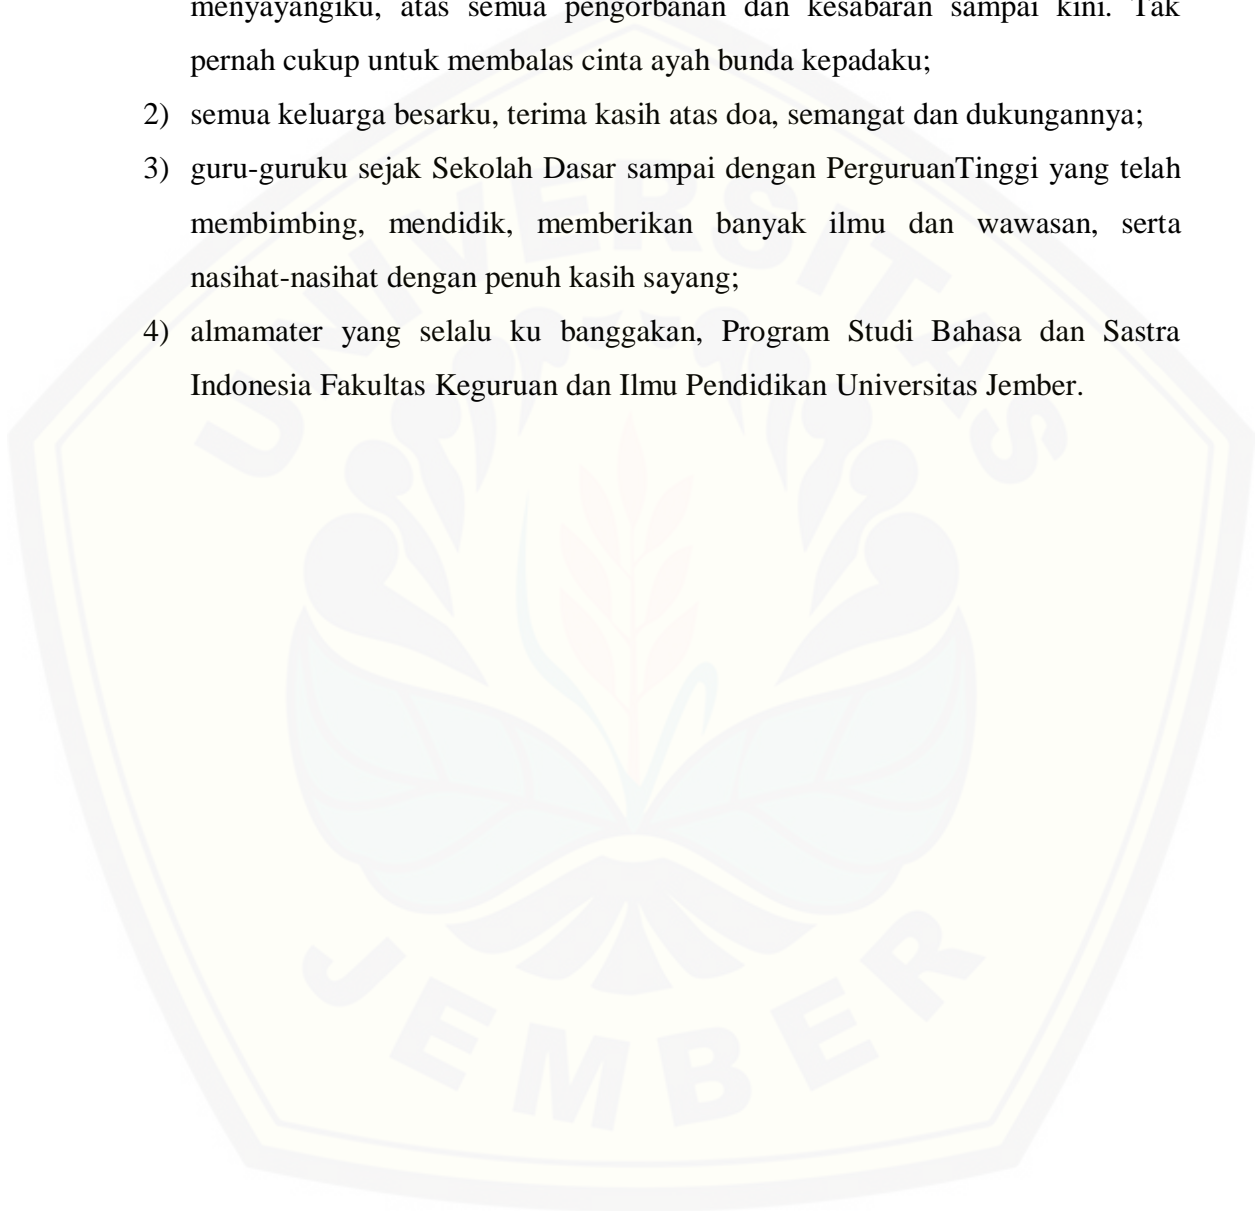 menyayangiku, atas semua pengorbanan dan kesabaran sampai kini. Tak
pernah cukup untuk membalas cinta ayah bunda kepadaku;
2) semua keluarga besarku, terima kasih atas doa, semangat dan dukungannya;
3) guru-guruku sejak Sekolah Dasar sampai dengan PerguruanTinggi yang telah
membimbing, mendidik, memberikan banyak ilmu dan wawasan, serta
nasihat-nasihat dengan penuh kasih sayang;
4) almamater yang selalu ku banggakan, Program Studi Bahasa dan Sastra
Indonesia Fakultas Keguruan dan Ilmu Pendidikan Universitas Jember.
UNIVERSITAS
JEMBER